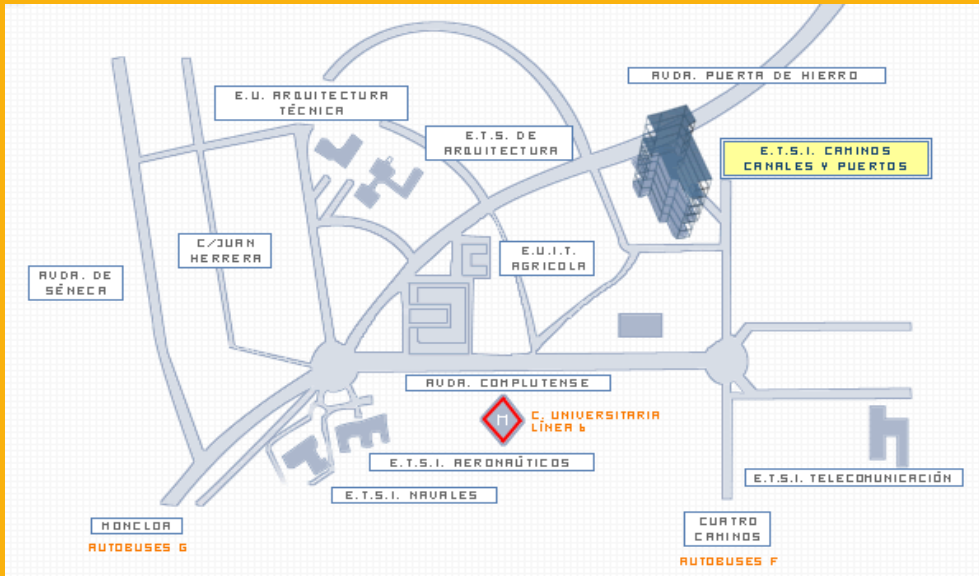 AVDA. PUERTA DE HIERRO
E.U. ARQUITECTURA
TÉCNICA
E.T.S. DE
ARQUITECTURA
E.T.S.I. CAMINOS
CANALES Y PUERTOS
C/JUAN
HERRERA
E.U.I.T.
AGRICOLA
AVDA. DE
SÉNECA
AVDA. COMPLUTENSE
M
C. UNIVERSITARIA
LÍNEA 6
E.T.S.I. AERONAÚTICOS
E.T.S.I. TELECOMUNICACIÓN
E.T.S.I. NAVALES
MONCLOA
AUTOBUSES G
CUATRO
CAMINOS
AUTOBUSES F